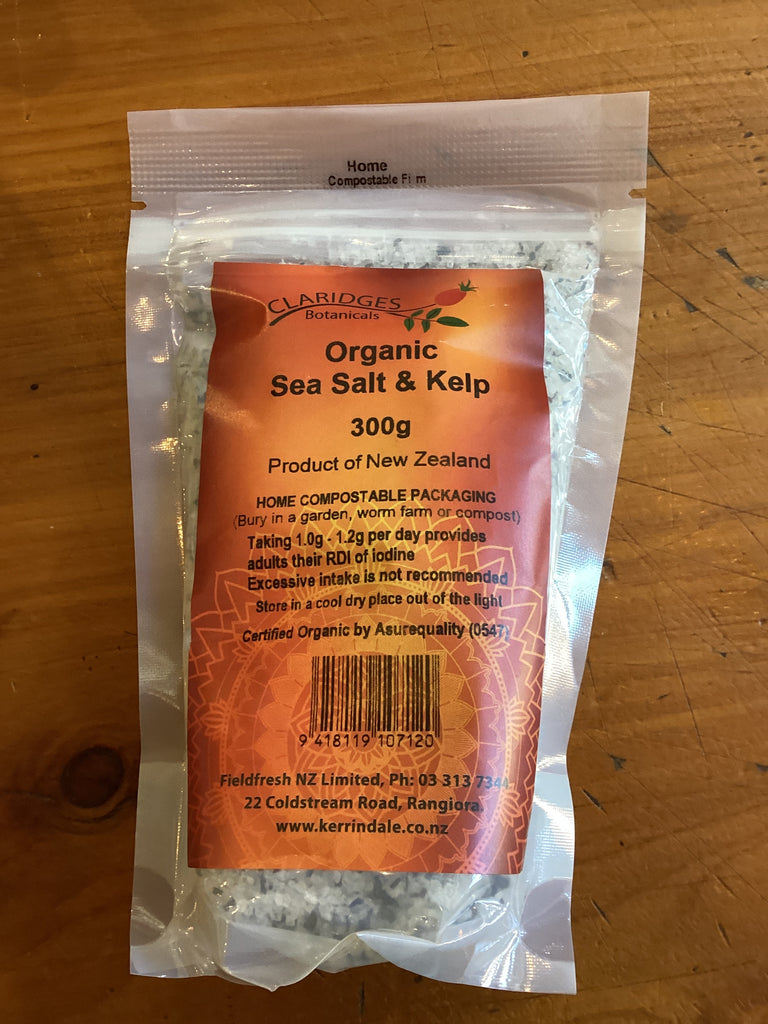 Home
Compostable Film
CLARIDGES
Botanicals
Organic
Sea Salt & Kelp
300g
Product of New Zealand
HOME COMPOSTABLE PACKAGING
(Bury in a garden, worm farm or compost)
Taking 1.0g - 1.2g per day provides
adults their RDI of iodine
Excessive intake is not recommended
Store in a cool dry place out of the light
Certified Organic by Asurequality (0547)
9 418119 107120
Fieldfresh NZ Limited, Ph: 03 313 7344
22 Coldstream Road, Rangiora.
www.kerrindale.co.nz